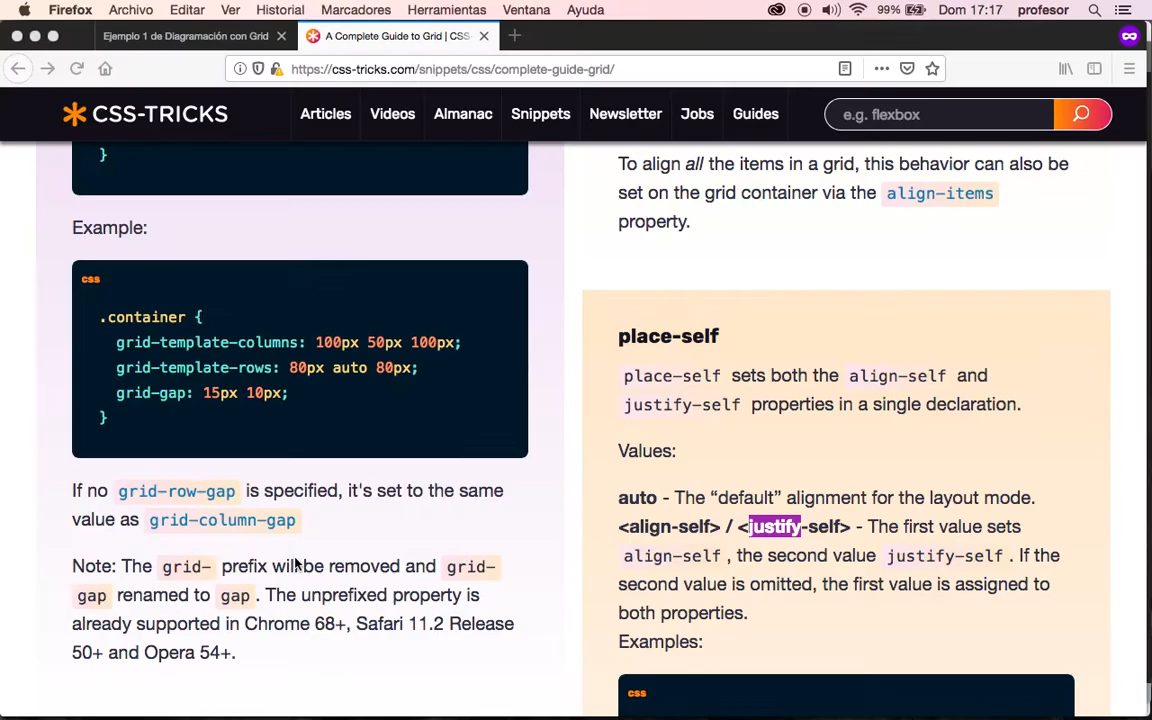 Firefox Archivo Editar Ver Historial Marcadores Herramientas Ventana Ayuda 99% Dom 17:17 profesor
Ejemplo 1 de Diagramación con Grid
A Complete Guide to Grid | CSS-
https://css-tricks.com/snippets/css/complete-guide-grid/
CSS-TRICKS Articles Videos Almanac Snippets Newsletter Jobs Guides e.g. flexbox
}
Example:
css
.container {
grid-template-columns: 100px 50px 100px;
grid-template-rows: 80px auto 80px;
grid-gap: 15px 10px;
}
If no grid-row-gap is specified, it's set to the same
value as grid-column-gap
Note: The grid- prefix will be removed and grid-
gap renamed to gap. The unprefixed property is
already supported in Chrome 68+, Safari 11.2 Release
50+ and Opera 54+.
To align all the items in a grid, this behavior can also be
set on the grid container via the align-items
property.
place-self
place-self sets both the align-self and
justify-self properties in a single declaration.
Values:
auto - The “default” alignment for the layout mode.
<align-self> / <justify-self> - The first value sets
align-self, the second value justify-self. If the
second value is omitted, the first value is assigned to
both properties.
Examples:
css